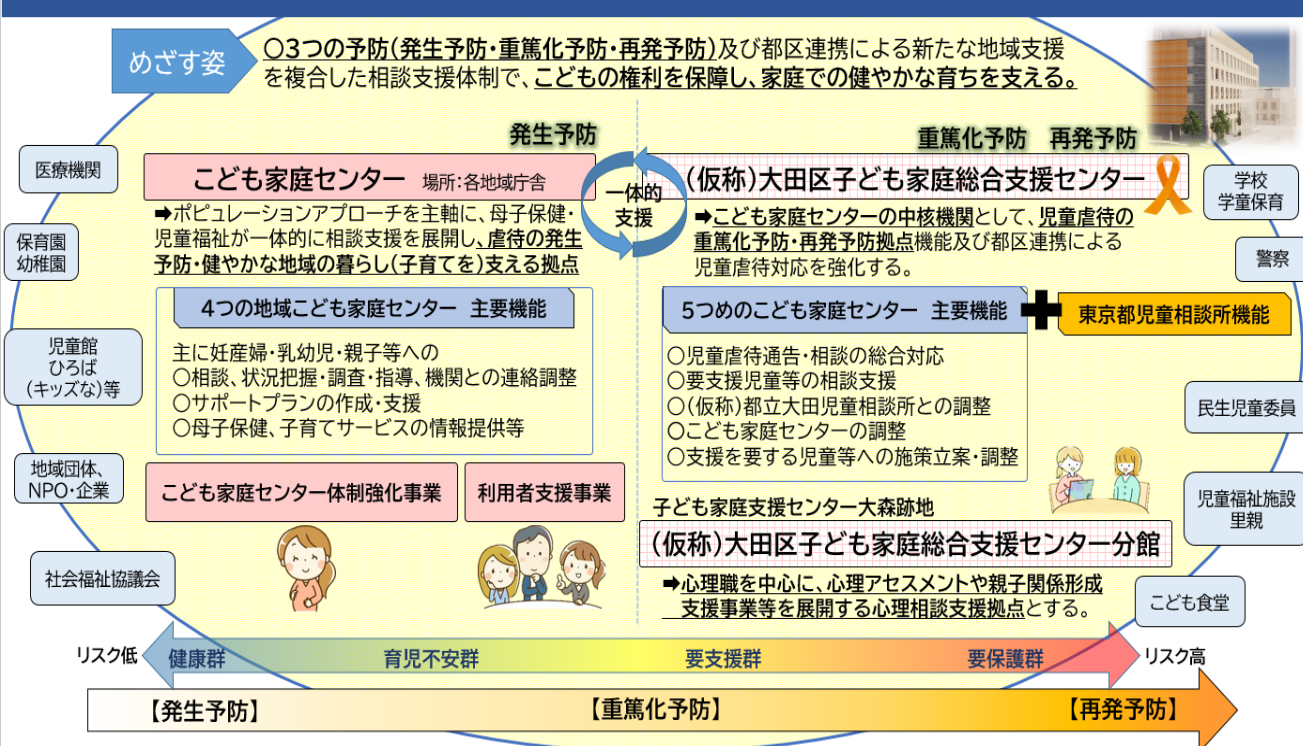 めざす姿
○3つの予防(発生予防・重篤化予防・再発予防)及び都区連携による新たな地域支援
を複合した相談支援体制で、こどもの権利を保障し、家庭での健やかな育ちを支える。
発生予防
重篤化予防 再発予防
医療機関
保育園
幼稚園
児童館
ひろば
(キッズな)等
地域団体、
NPO・企業
社会福祉協議会
こども家庭センター 場所:各地域庁舎
➡ポピュレーションアプローチを主軸に、母子保健・
児童福祉が一体的に相談支援を展開し、虐待の発生
予防・健やかな地域の暮らし(子育てを)支える拠点
4つの地域こども家庭センター 主要機能
主に妊産婦・乳幼児・親子等への
○相談、状況把握・調査・指導、機関との連絡調整
○サポートプランの作成・支援
○母子保健、子育てサービスの情報提供等
こども家庭センター体制強化事業
利用者支援事業
一体的
支援
(仮称)大田区子ども家庭総合支援センター
➡こども家庭センターの中核機関として、児童虐待の
重篤化予防・再発予防拠点機能及び都区連携による
児童虐待対応を強化する。
5つめのこども家庭センター 主要機能
東京都児童相談所機能
○児童虐待通告・相談の総合対応
○要支援児童等の相談支援
○(仮称)都立大田児童相談所との調整
○こども家庭センターの調整
○支援を要する児童等への施策立案・調整
子ども家庭支援センター大森跡地
(仮称)大田区子ども家庭総合支援センター分館
➡心理職を中心に、心理アセスメントや親子関係形成
支援事業等を展開する心理相談支援拠点とする。
学校
学童保育
警察
民生児童委員
児童福祉施設
里親
こども食堂
リスク低
健康群
育児不安群
要支援群
要保護群
リスク高
【発生予防】
【重篤化予防】
【再発予防】